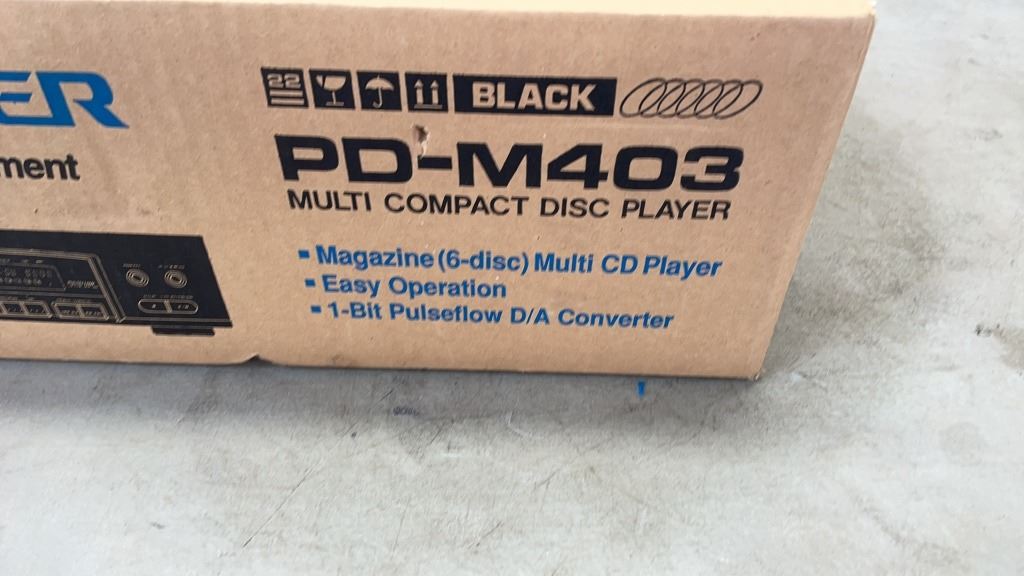 ER
ment
22
BLACK
PD-M403
MULTI COMPACT DISC PLAYER
▪ Magazine (6-disc) Multi CD Player
▪ Easy Operation
▪ 1-Bit Pulseflow D/A Converter